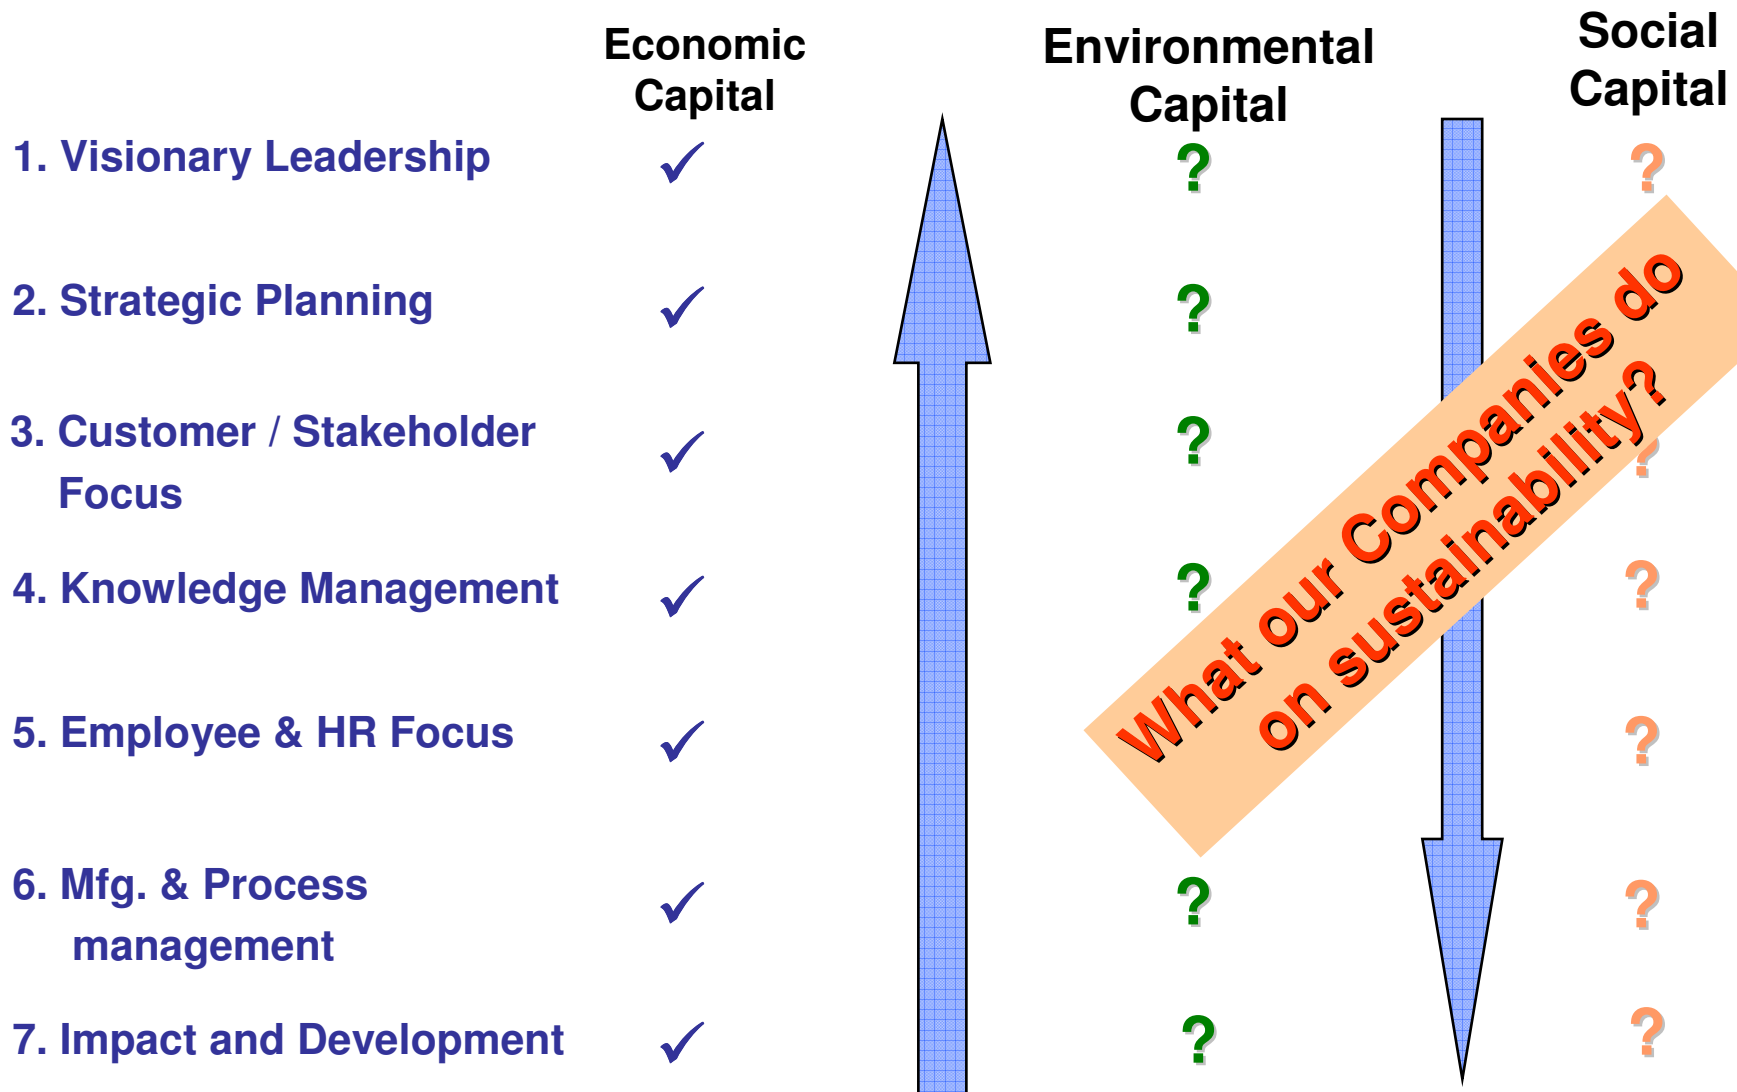 Economic
Capital
Environmental
Capital
Social
Capital
1. Visionary Leadership ✓ ? ?
2. Strategic Planning ✓ ?
3. Customer / Stakeholder
Focus ✓ ? ?
4. Knowledge Management ✓ ? ?
5. Employee & HR Focus ✓ ?
6. Mfg. & Process
management ✓ ? ?
7. Impact and Development ✓ ? ?
What our Companies do
on sustainability?